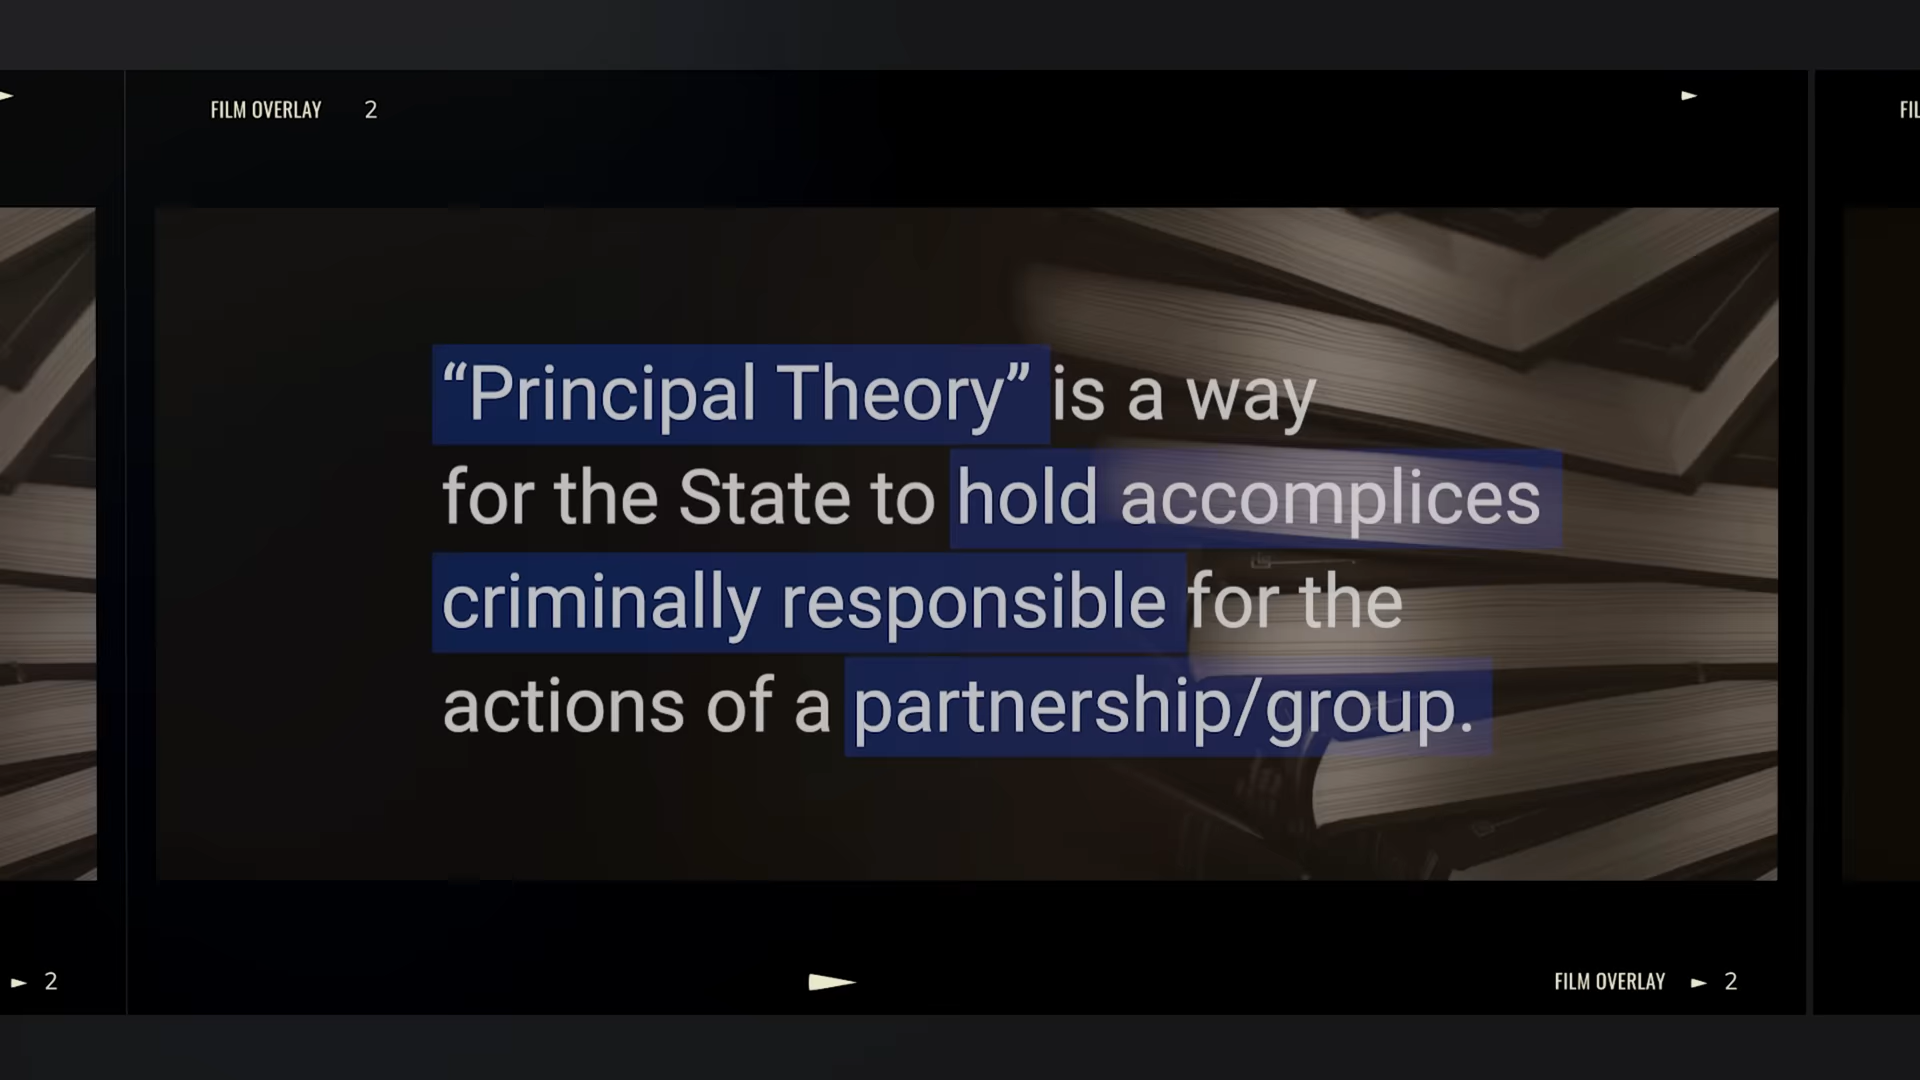 FILM OVERLAY 2
“Principal Theory” is a way
for the State to hold accomplices
criminally responsible for the
actions of a partnership/group.
2
FILM OVERLAY 2